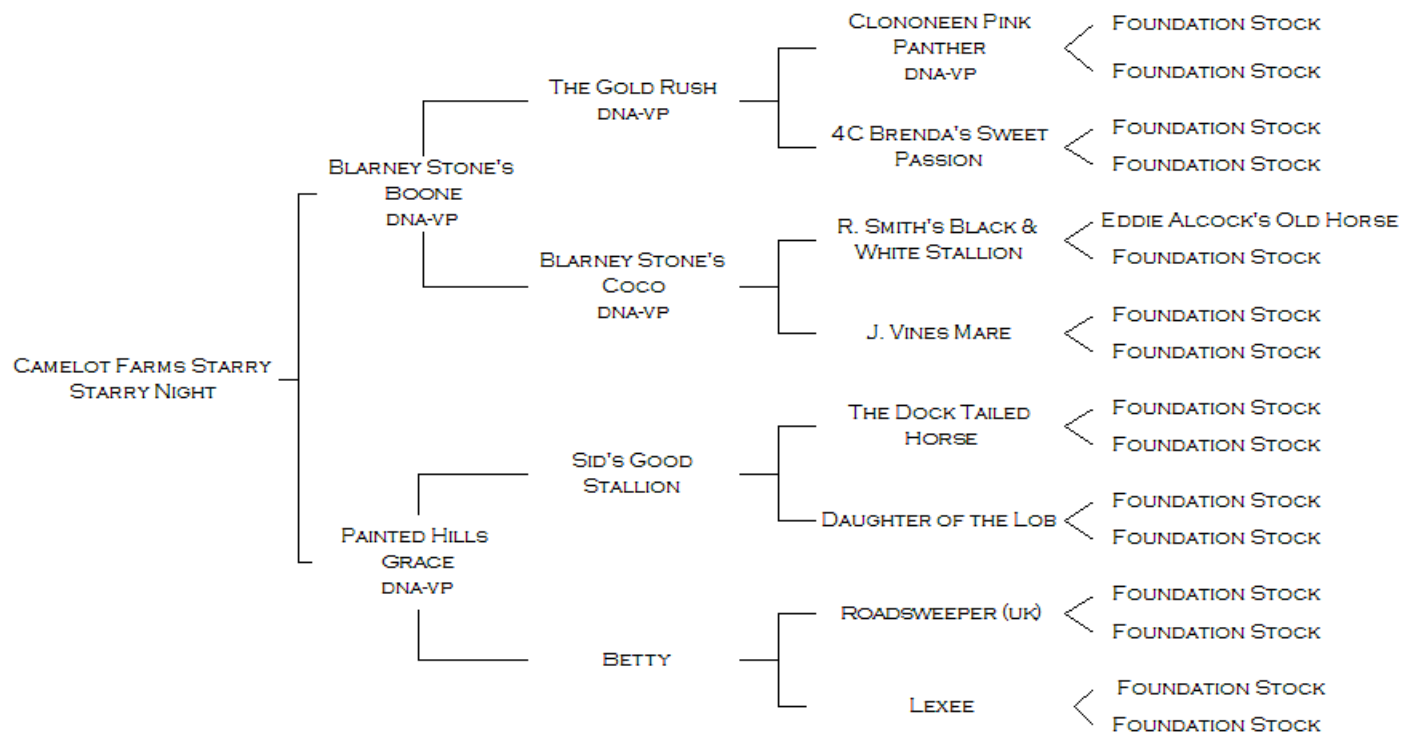 Clononeen Pink
Panther
DNA-VP
Foundation Stock
Foundation Stock
The Gold Rush
DNA-VP
4C Brenda's Sweet
Passion
Foundation Stock
Foundation Stock
Blarney Stone's
Boone
DNA-VP
R. Smith's Black &
White Stallion
Eddie Alcock's Old Horse
Foundation Stock
Blarney Stone's
Coco
DNA-VP
J. Vines Mare
Foundation Stock
Foundation Stock
Camelot Farms Starry
Starry Night
The Dock Tailed
Horse
Foundation Stock
Foundation Stock
Sid's Good
Stallion
Daughter of the Lob
Foundation Stock
Foundation Stock
Painted Hills
Grace
DNA-VP
Roadsweeper (UK)
Foundation Stock
Foundation Stock
Betty
Lexee
Foundation Stock
Foundation Stock